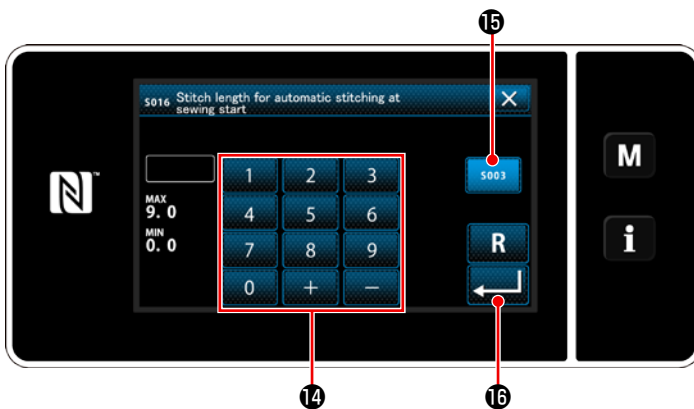 ⓯
S016 Stitch length for automatic stitching at
sewing start
×
1 2 3
S003
M
N™
MAX
9. 0
4 5 6
MIN
0. 0
7 8 9
R
i
0 + −
⓮
⓰